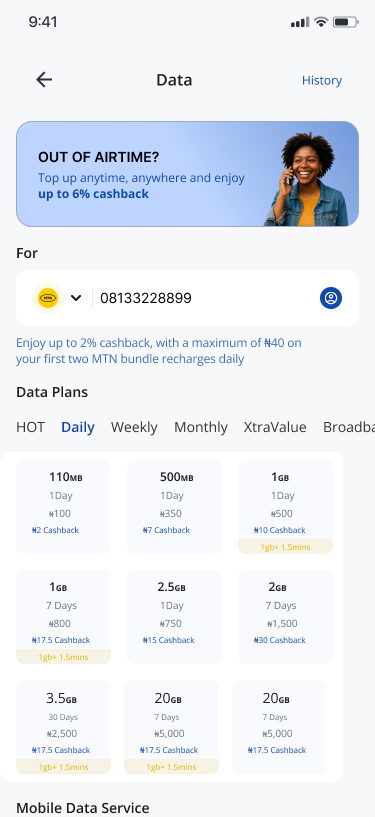 9:41
Data
History
OUT OF AIRTIME?
Top up anytime, anywhere and enjoy
up to 6% cashback
For
MTN
08133228899
Enjoy up to 2% cashback, with a maximum of ₦40 on
your first two MTN bundle recharges daily
Data Plans
HOT Daily Weekly Monthly XtraValue Broadba
110MB
1Day
₦100
₦2 Cashback
500MB
1Day
₦350
₦7 Cashback
1GB
1Day
₦500
₦10 Cashback
1gb+ 1.5mins
1GB
7 Days
₦800
₦17.5 Cashback
1gb+ 1.5mins
2.5GB
1Day
₦750
₦15 Cashback
2GB
7 Days
₦1,500
₦30 Cashback
3.5GB
30 Days
₦2,500
₦17.5 Cashback
1gb+ 1.5mins
20GB
7 Days
₦5,000
₦17.5 Cashback
1gb+ 1.5mins
20GB
7 Days
₦5,000
₦17.5 Cashback
Mobile Data Service